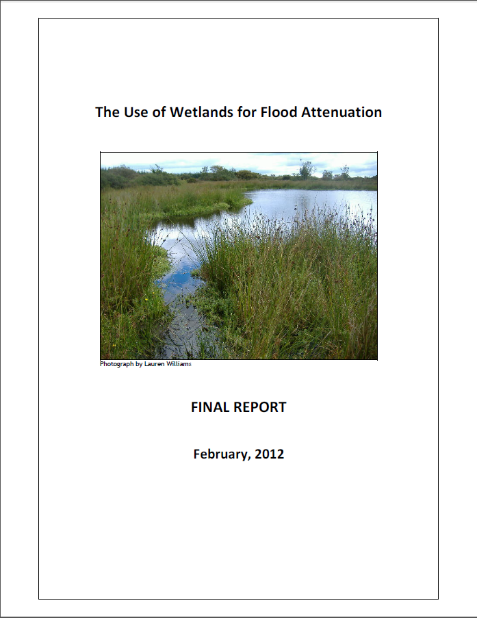 The Use of Wetlands for Flood Attenuation
Photograph by Lauren Williams
FINAL REPORT
February, 2012